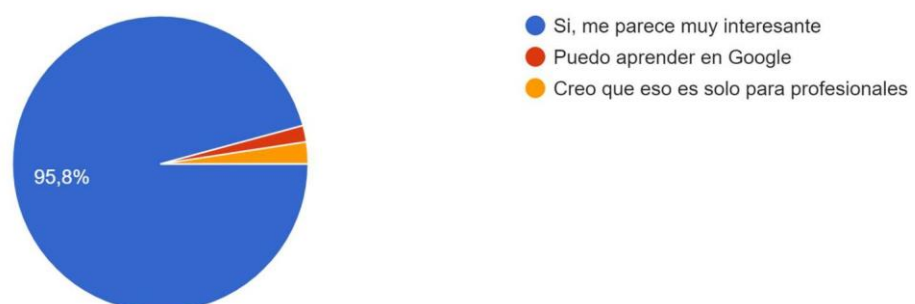 Si, me parece muy interesante
Puedo aprender en Google
Creo que eso es solo para profesionales
95,8%